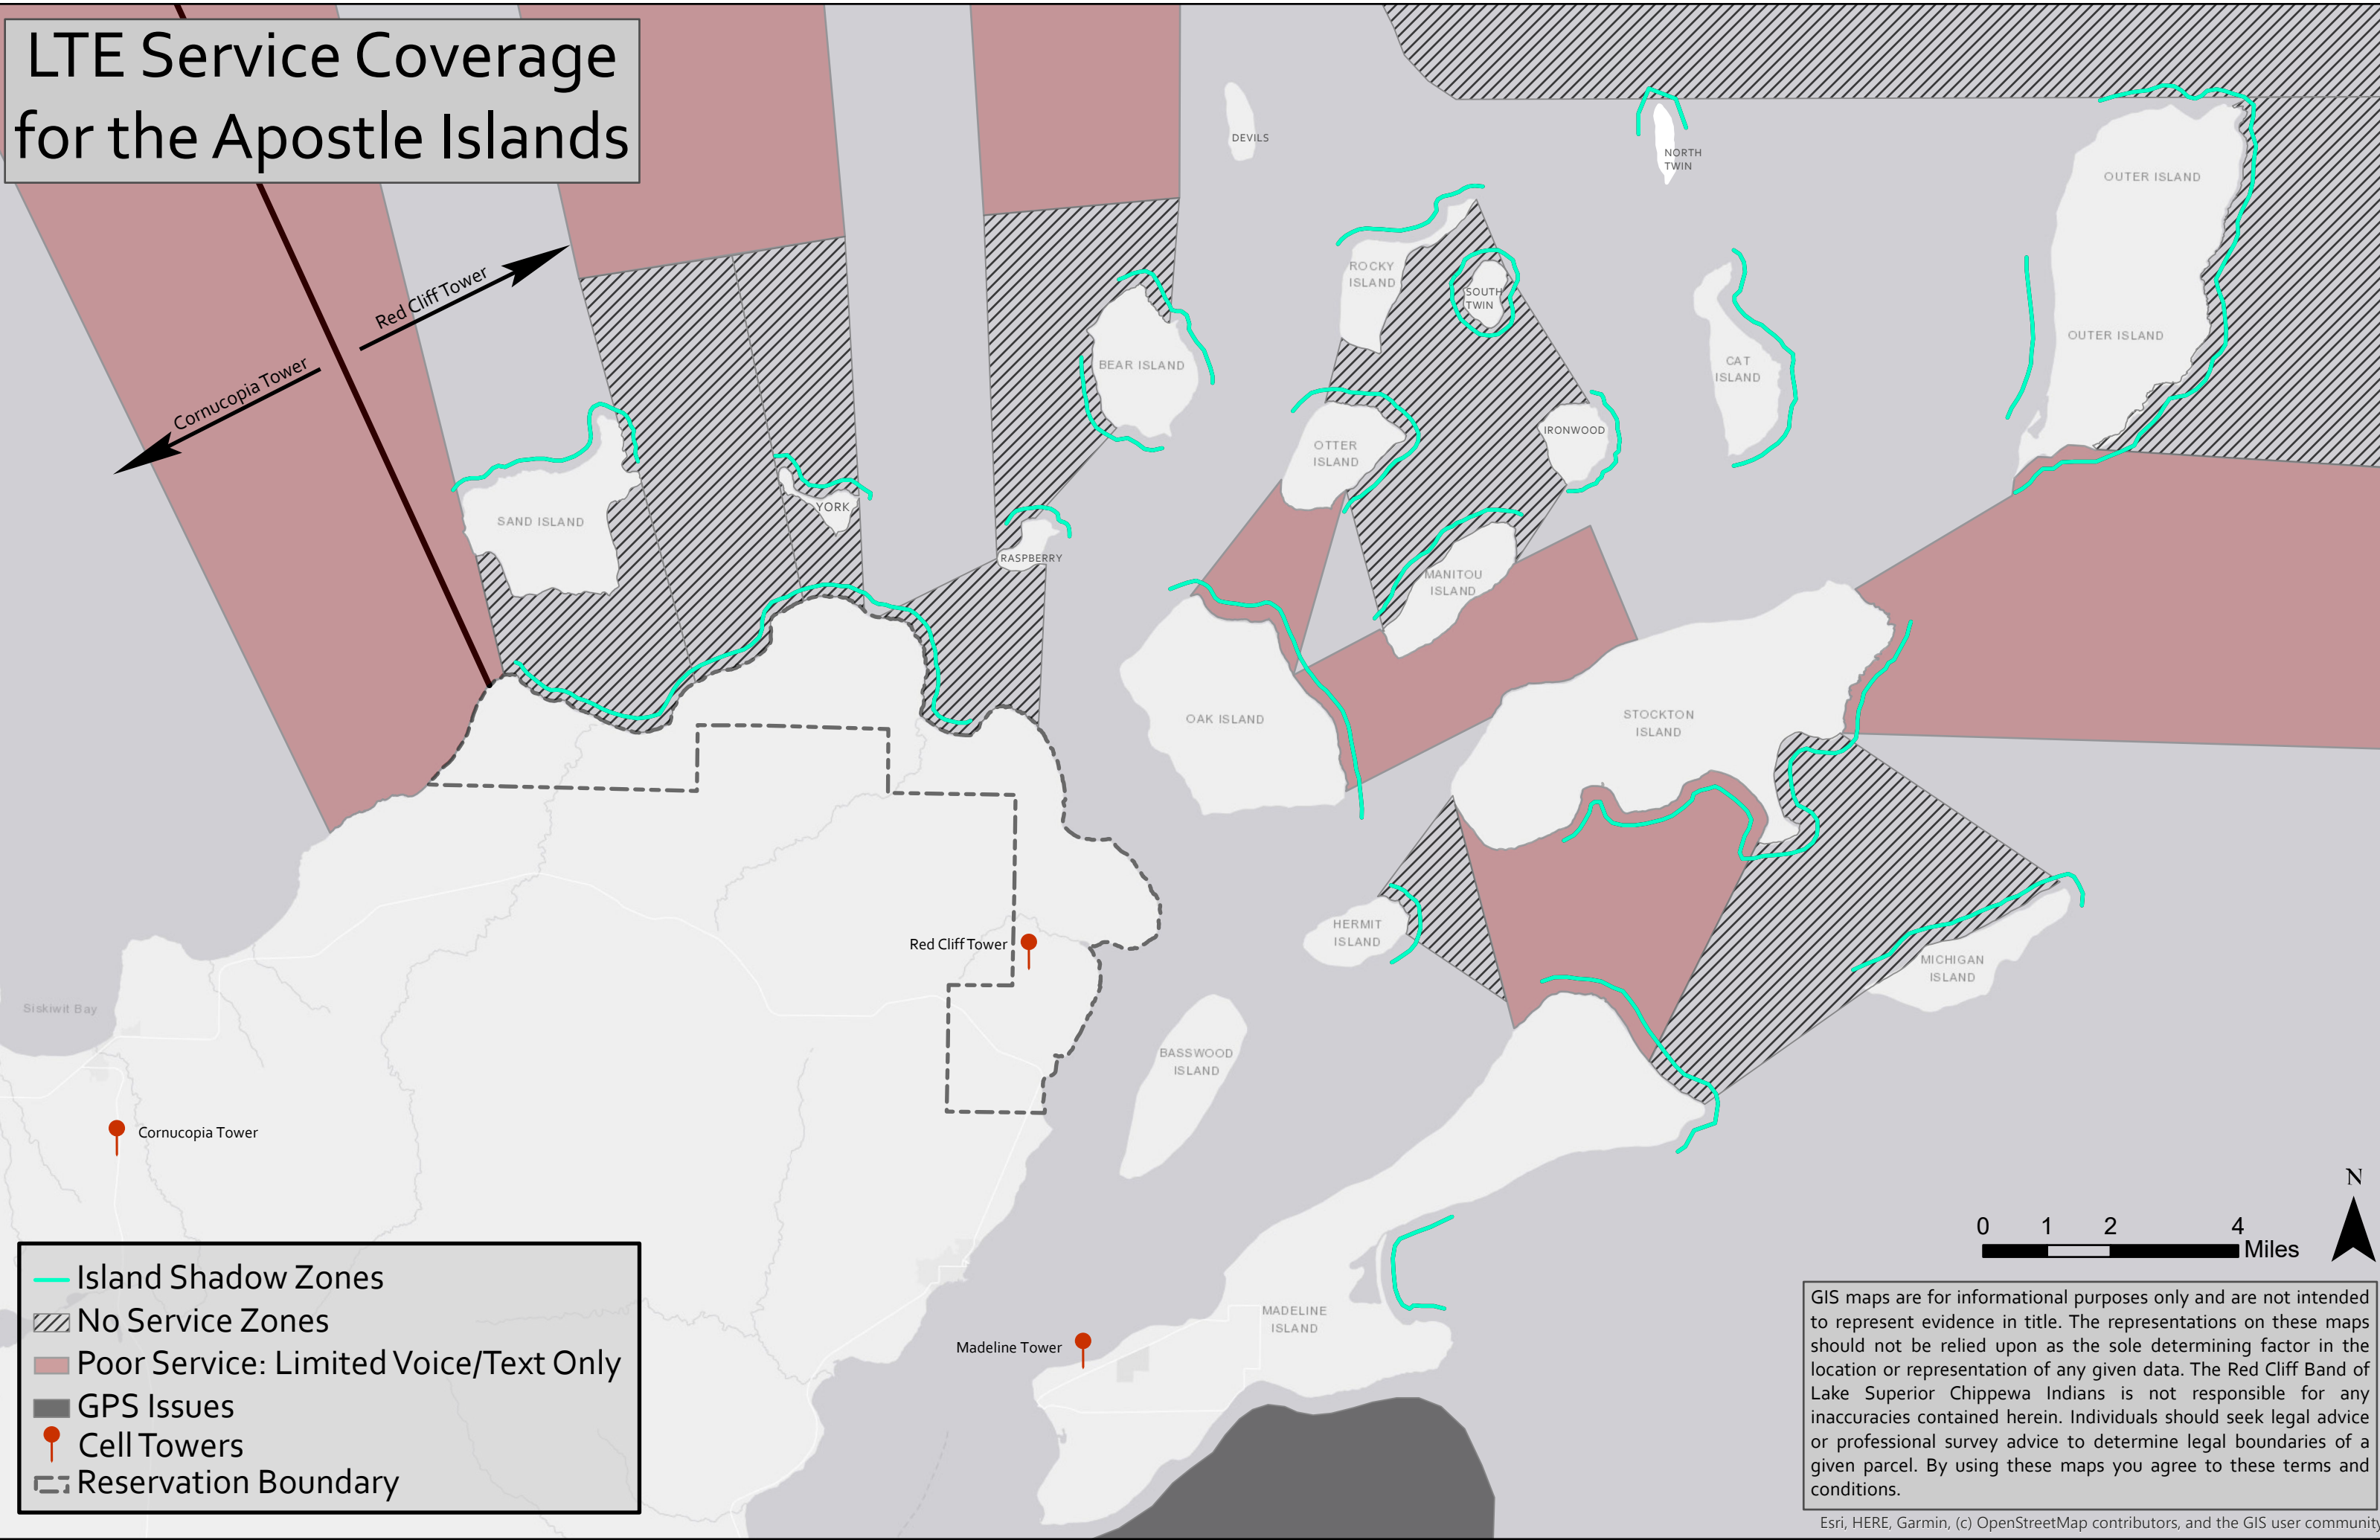 LTE Service Coverage
for the Apostle Islands
DEVILS
NORTH
TWIN
OUTER ISLAND
OUTER ISLAND
ROCKY
ISLAND
SOUTH
TWIN
Red Cliff Tower
Cornucopia Tower
BEAR ISLAND
CAT
ISLAND
IRONWOOD
OTTER
ISLAND
SAND ISLAND
YORK
RASPBERRY
MANITOU
ISLAND
OAK ISLAND
STOCKTON
ISLAND
HERMIT
ISLAND
Red Cliff Tower
MICHIGAN
ISLAND
Siskiwit Bay
BASSWOOD
ISLAND
Cornucopia Tower
MADELINE
ISLAND
Madeline Tower
N
0 1 2 4
Miles
Island Shadow Zones
No Service Zones
Poor Service: Limited Voice/Text Only
GPS Issues
Cell Towers
Reservation Boundary
GIS maps are for informational purposes only and are not intended
to represent evidence in title. The representations on these maps
should not be relied upon as the sole determining factor in the
location or representation of any given data. The Red Cliff Band of
Lake Superior Chippewa Indians is not responsible for any
inaccuracies contained herein. Individuals should seek legal advice
or professional survey advice to determine legal boundaries of a
given parcel. By using these maps you agree to these terms and
conditions.
Esri, HERE, Garmin, (c) OpenStreetMap contributors, and the GIS user community